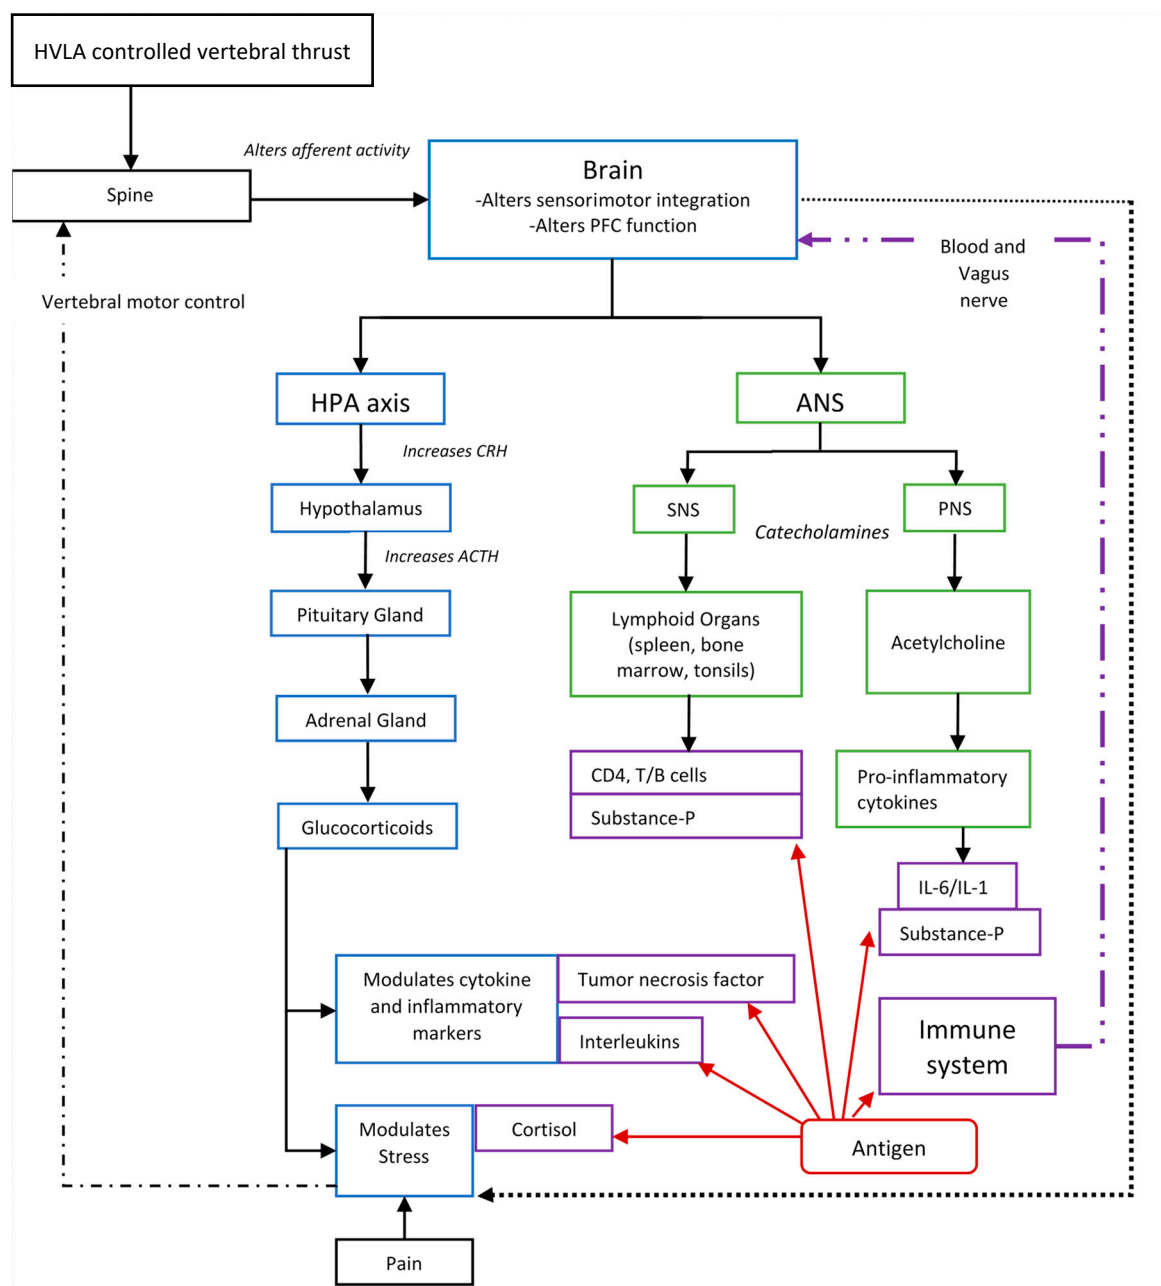 HVLA controlled vertebral thrust
Alters afferent activity
Spine
Brain
-Alters sensorimotor integration
-Alters PFC function
Blood and
Vagus
nerve
Vertebral motor control
HPA axis
ANS
Increases CRH
Hypothalamus
SNS
PNS
Catecholamines
Increases ACTH
Pituitary Gland
Lymphoid Organs
(spleen, bone
marrow, tonsils)
Acetylcholine
Adrenal Gland
CD4, T/B cells
Substance-P
Pro-inflammatory
cytokines
Glucocorticoids
IL-6/IL-1
Substance-P
Modulates cytokine
and inflammatory
markers
Tumor necrosis factor
Interleukins
Immune
system
Modulates
Stress
Cortisol
Antigen
Pain